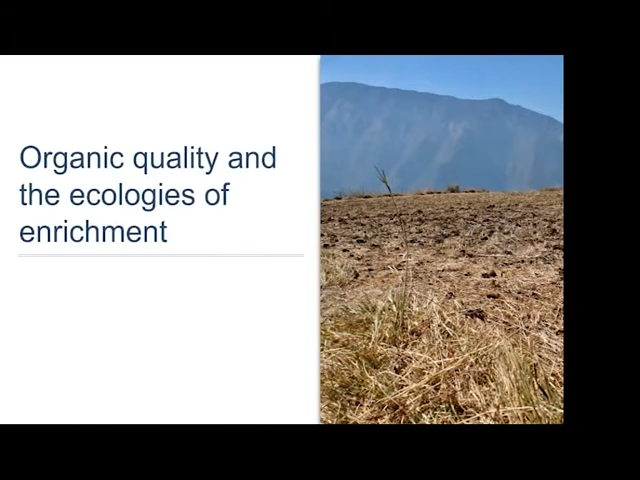 Organic quality and
the ecologies of
enrichment